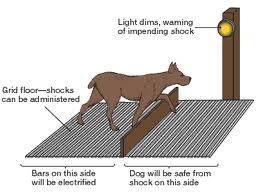 Light dims, warning
of impending shock
Grid floor—shocks
can be administered
Bars on this side
will be electrified
Dog will be safe from
shock on this side